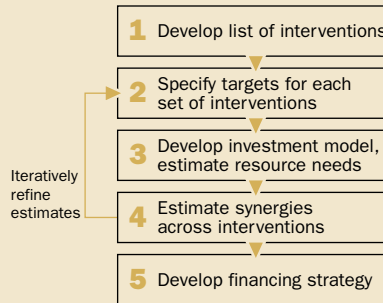 1 Develop list of interventions
2 Specify targets for each
set of interventions
3 Develop investment model,
estimate resource needs
Iteratively
refine
estimates
4 Estimate synergies
across interventions
5 Develop financing strategy